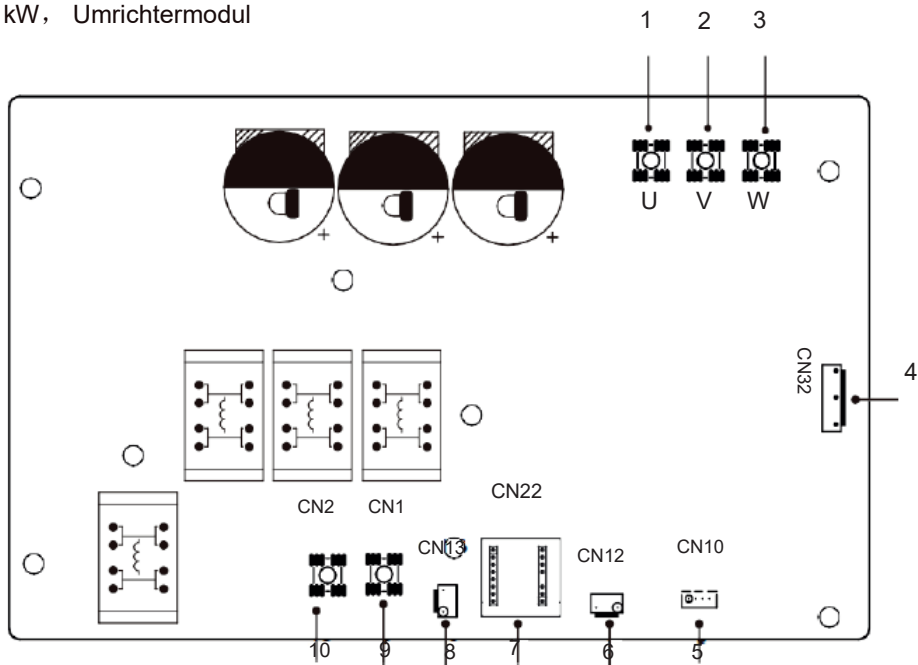 kW， Umrichtermodul
1 2 3
U V W
CN32
4
CN22
CN2 CN1
CN13
CN12
CN10
10 9 8 7 6 5